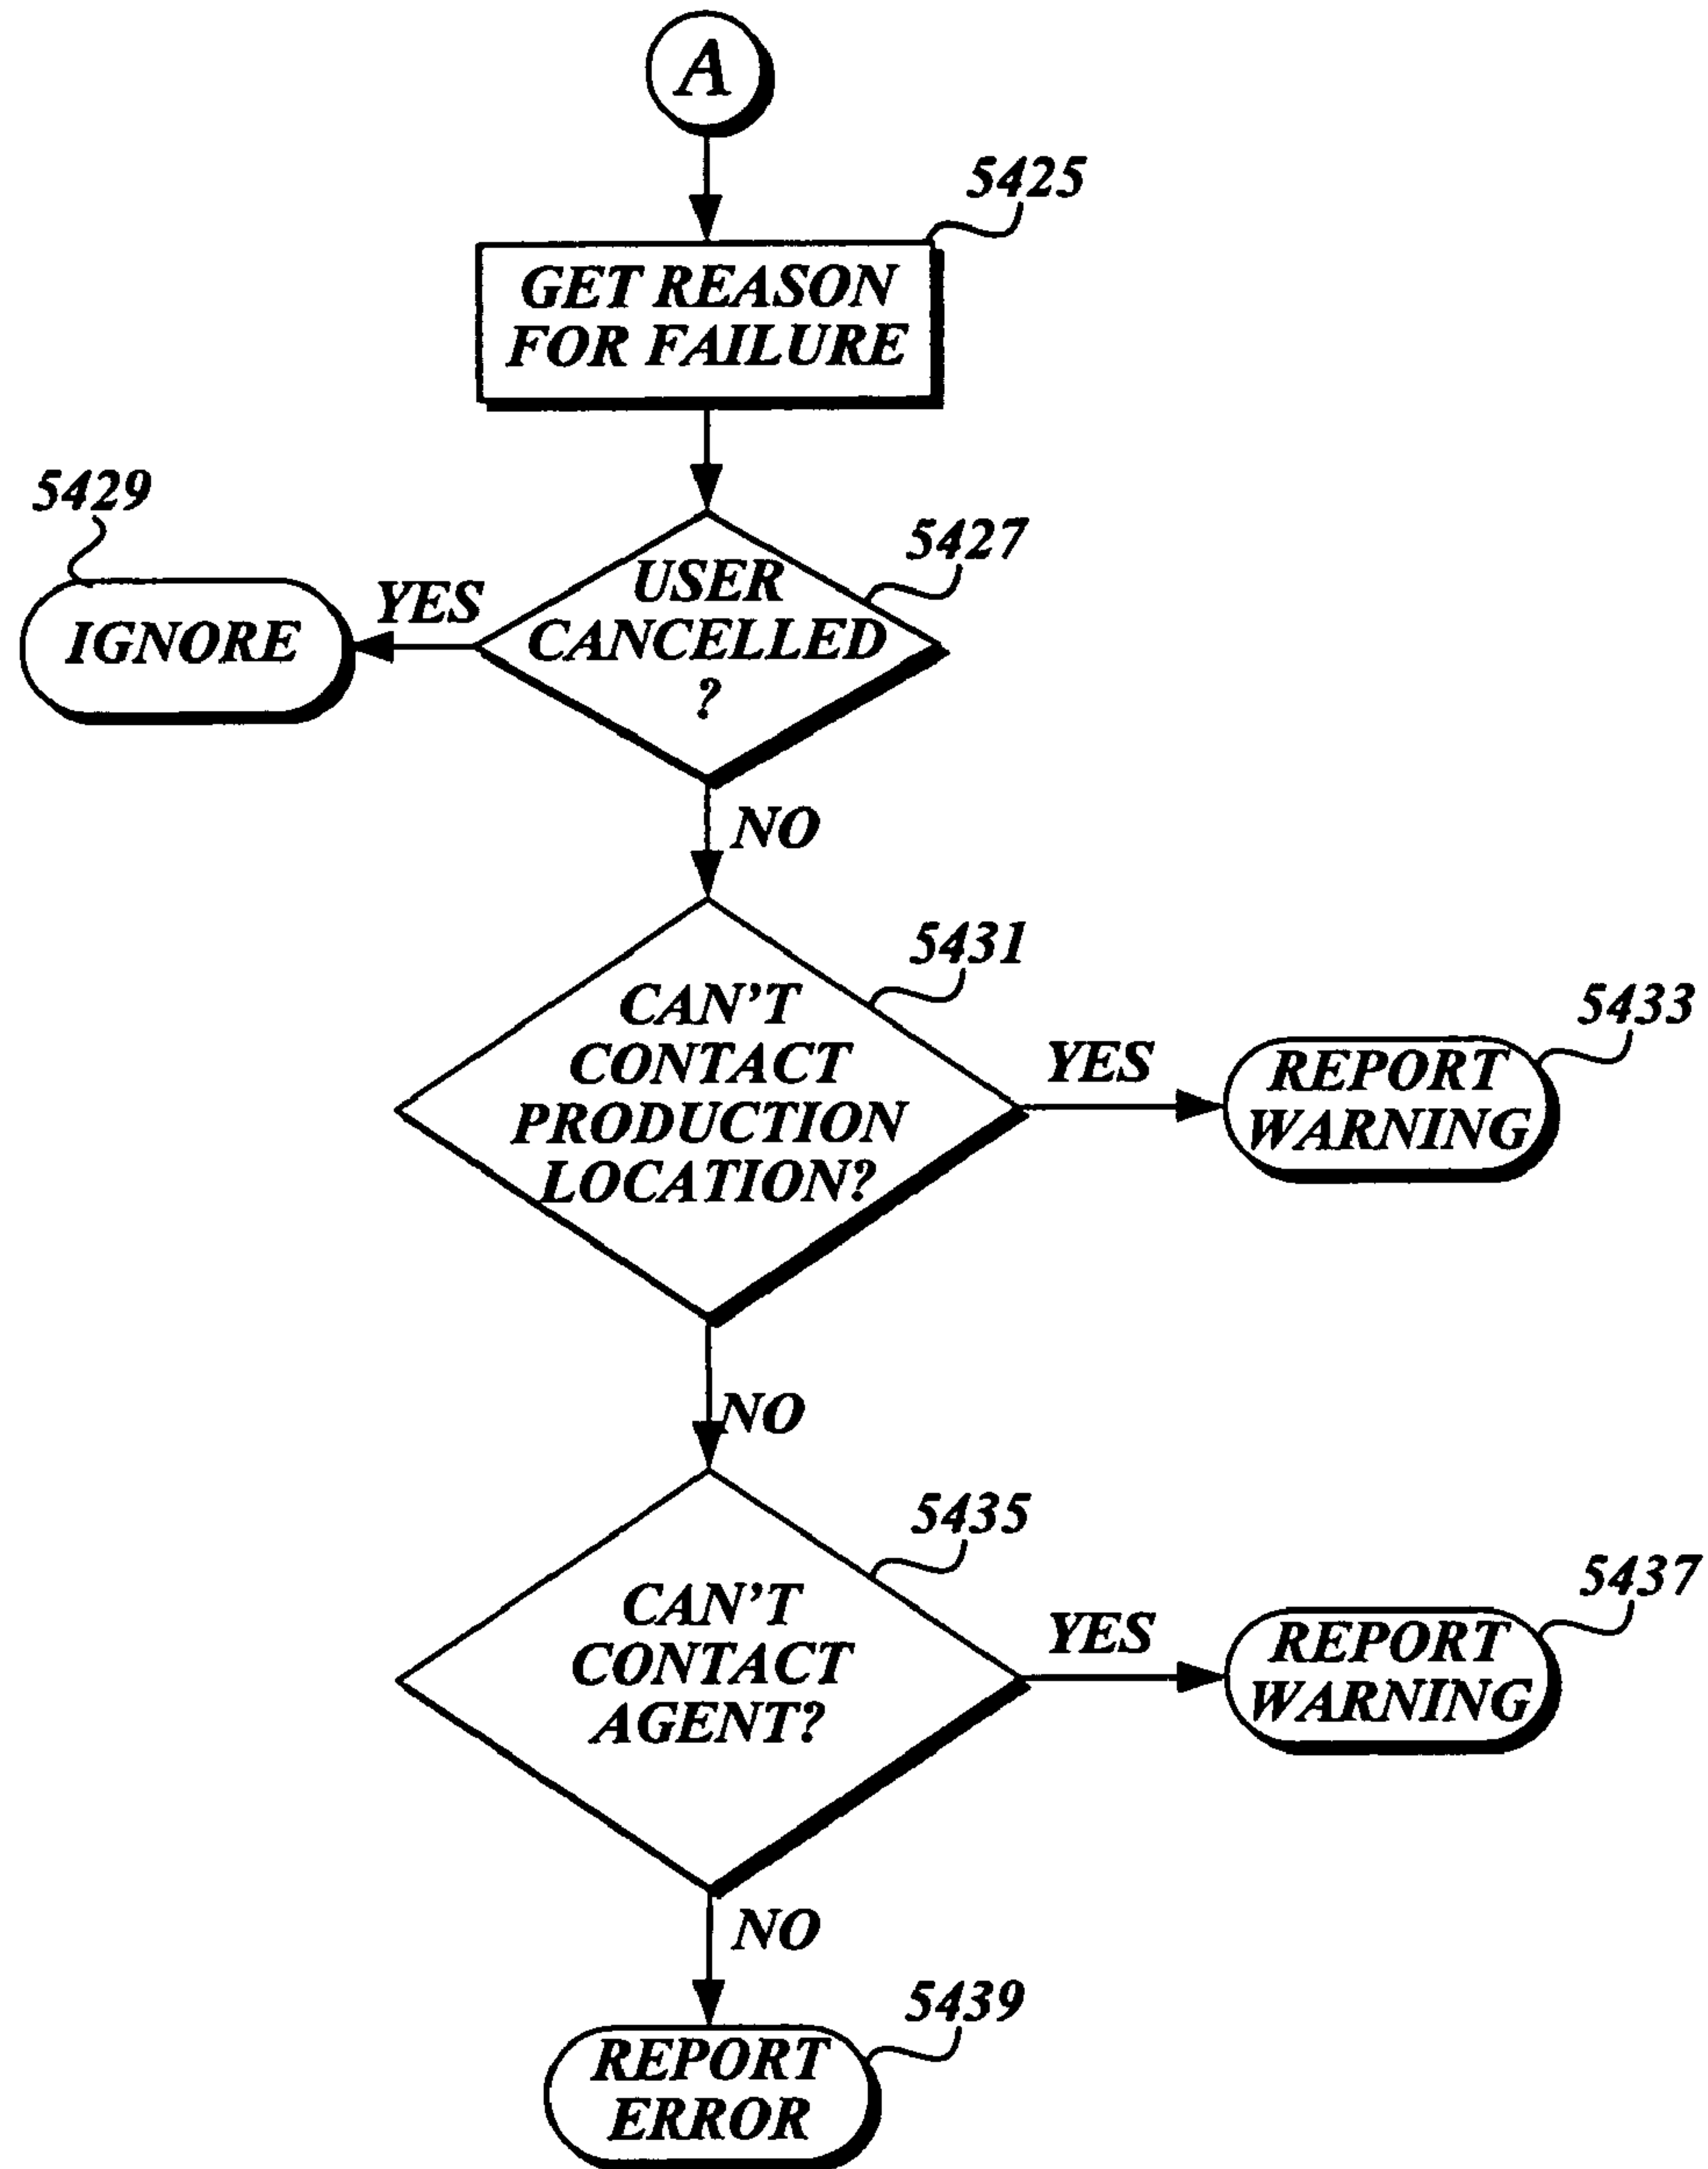 A
5425
GET REASON
FOR FAILURE
5429
5427
USER
CANCELLED
?
YES
IGNORE
NO
5431
CAN'T
CONTACT
PRODUCTION
LOCATION?
YES
5433
REPORT
WARNING
NO
5435
CAN'T
CONTACT
AGENT?
YES
5437
REPORT
WARNING
NO
5439
REPORT
ERROR